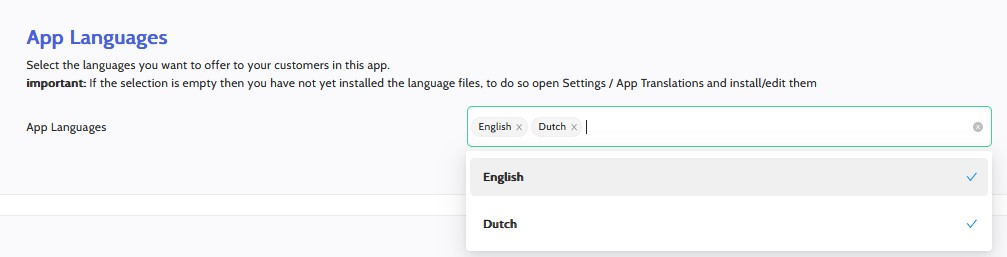 App Languages
Select the languages you want to offer to your customers in this app.
important: If the selection is empty then you have not yet installed the language files, to do so open Settings / App Translations and install/edit them
App Languages
English x Dutch x
English
Dutch